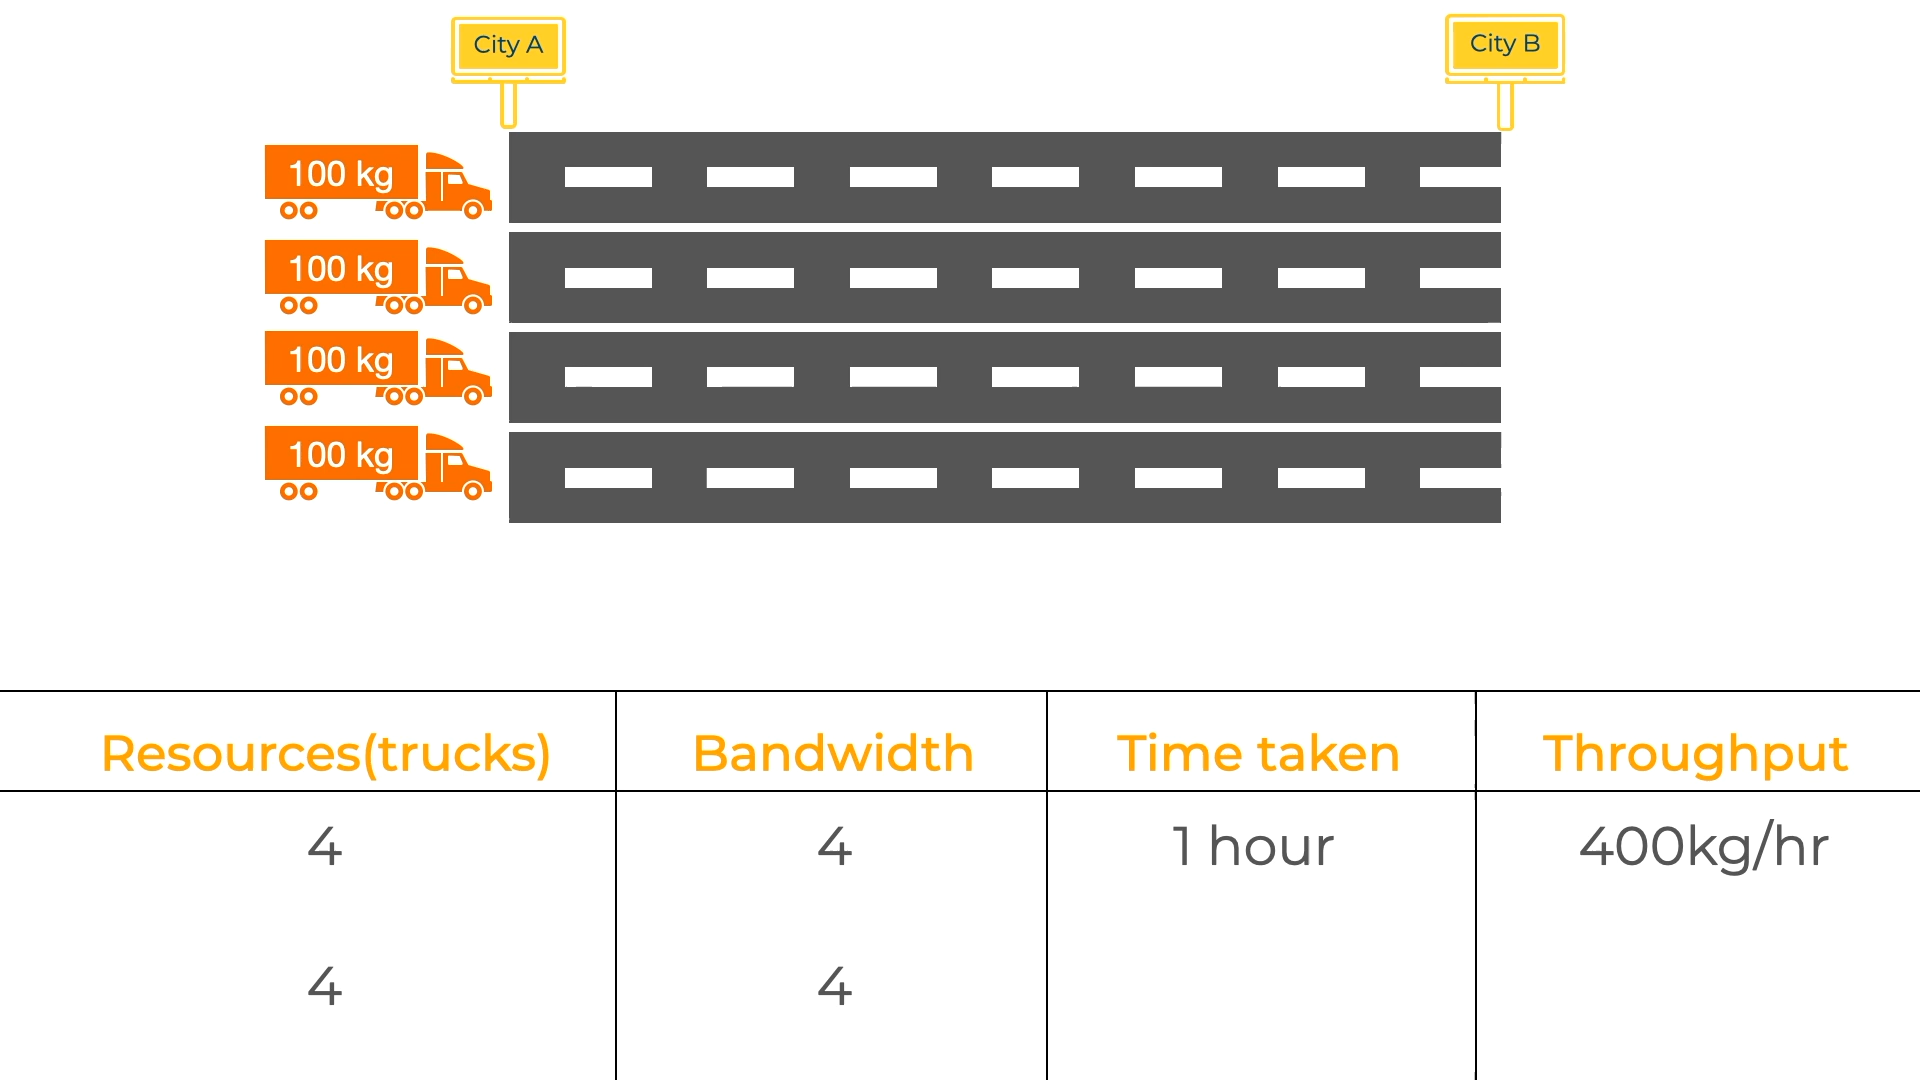 City A
City B
100 kg
100 kg
100 kg
100 kg
Resources(trucks) Bandwidth Time taken Throughput
4 4 1 hour 400kg/hr
4 4